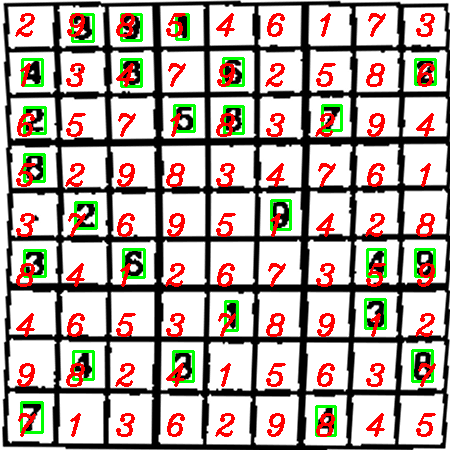 2 9 8 5 4 6 1 7 3
1 3 4 7 9 2 5 8 6
6 5 7 1 8 3 2 9 4
5 2 9 8 3 4 7 6 1
3 7 6 9 5 1 4 2 8
8 4 1 2 6 7 3 5 9
4 6 5 3 7 8 9 1 2
9 8 2 4 1 5 6 3 7
7 1 3 6 2 9 8 4 5